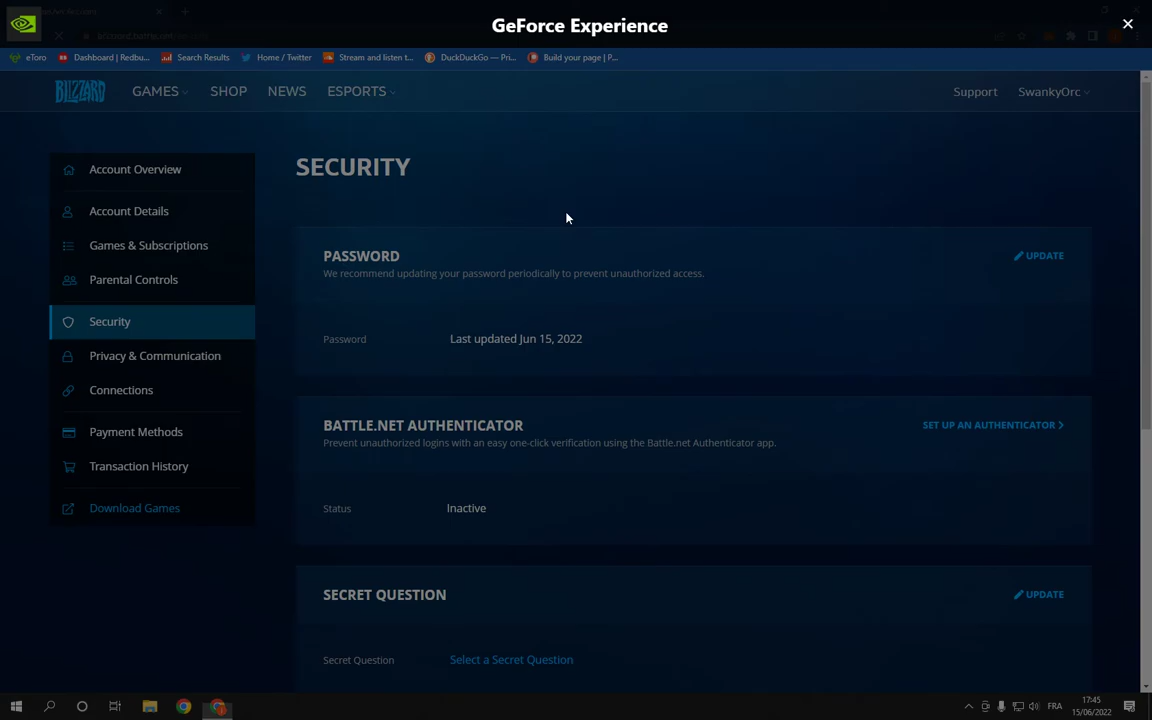 GeForce Experience
eToro
Dashboard | Redbu...
Search Results
Home / Twitter
Stream and listen t...
DuckDuckGo — Pri...
Build your page | P...
BLIZZARD
GAMES
SHOP
NEWS
ESPORTS
Support
SwankyOrc
Account Overview
Account Details
Games & Subscriptions
Parental Controls
Security
Privacy & Communication
Connections
Payment Methods
Transaction History
Download Games
SECURITY
PASSWORD
UPDATE
We recommend updating your password periodically to prevent unauthorized access.
Password
Last updated Jun 15, 2022
BATTLE.NET AUTHENTICATOR
SET UP AN AUTHENTICATOR
Prevent unauthorized logins with an easy one-click verification using the Battle.net Authenticator app.
Status
Inactive
SECRET QUESTION
UPDATE
Secret Question
Select a Secret Question
FRA
17:45
15/06/2022